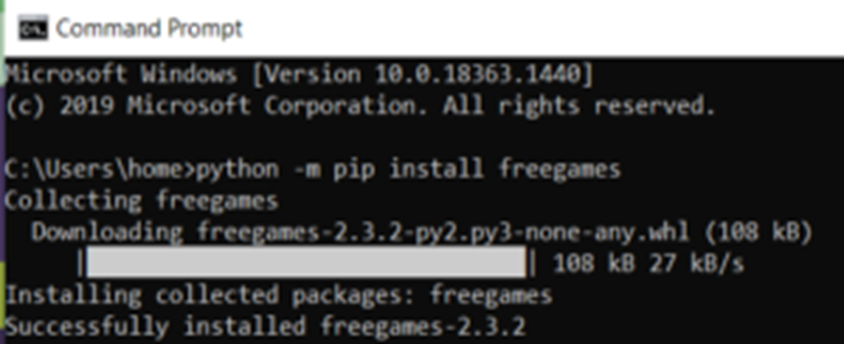 Command Prompt
Microsoft Windows [Version 10.0.18363.1440]
(c) 2019 Microsoft Corporation. All rights reserved.
C:\Users\home>python -m pip install freegames
Collecting freegames
Downloading freegames-2.3.2-py2.py3-none-any.whl (108 kB)
| | 108 kB 27 kB/s
Installing collected packages: freegames
Successfully installed freegames-2.3.2